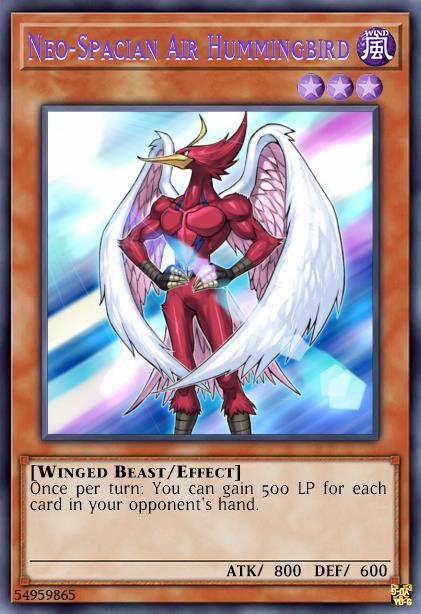 Neo-Spacian Air Hummingbird
WIND
風
[Winged Beast/Effect]
Once per turn: You can gain 500 LP for each
card in your opponent's hand.
ATK/ 800 DEF/ 600
54959865